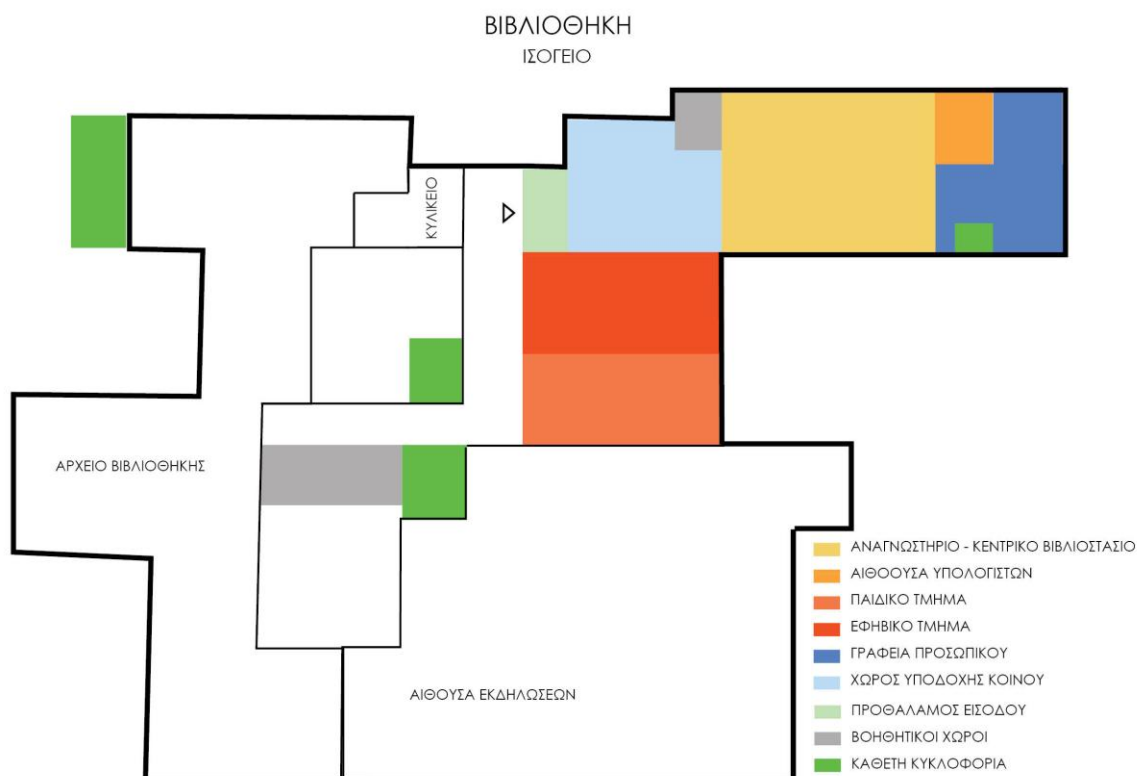 ΒΙΒΛΙΟΘΗΚΗ
ΙΣΟΓΕΙΟ
ΚΥΛΙΚΕΙΟ
ΑΡΧΕΙΟ ΒΙΒΛΙΟΘΗΚΗΣ
ΑΙΘΟΥΣΑ ΕΚΔΗΛΩΣΕΩΝ
ΑΝΑΓΝΩΣΤΗΡΙΟ - ΚΕΝΤΡΙΚΟ ΒΙΒΛΙΟΣΤΑΣΙΟ
ΑΙΘΟΟΥΣΑ ΥΠΟΛΟΓΙΣΤΩΝ
ΠΑΙΔΙΚΟ ΤΜΗΜΑ
ΕΦΗΒΙΚΟ ΤΜΗΜΑ
ΓΡΑΦΕΙΑ ΠΡΟΣΩΠΙΚΟΥ
ΧΩΡΟΣ ΥΠΟΔΟΧΗΣ ΚΟΙΝΟΥ
ΠΡΟΘΑΛΑΜΟΣ ΕΙΣΟΔΟΥ
ΒΟΗΘΗΤΙΚΟΙ ΧΩΡΟΙ
ΚΑΘΕΤΗ ΚΥΚΛΟΦΟΡΙΑ